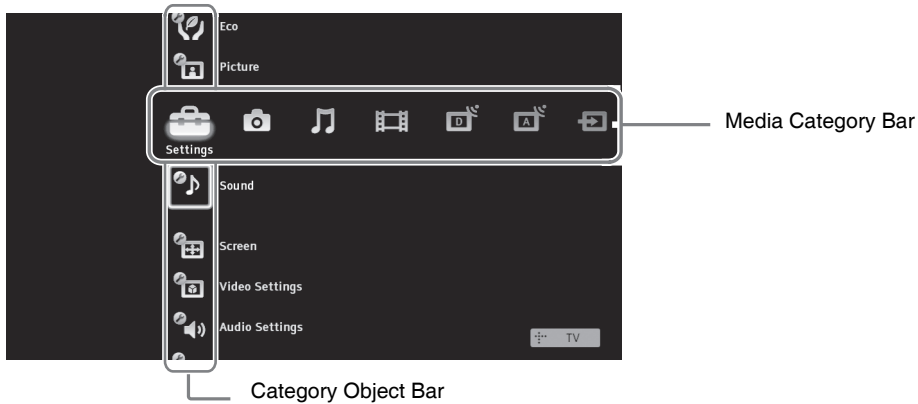 Eco
Picture
D
A
Media Category Bar
Settings
Sound
Screen
Video Settings
Audio Settings
TV
Category Object Bar